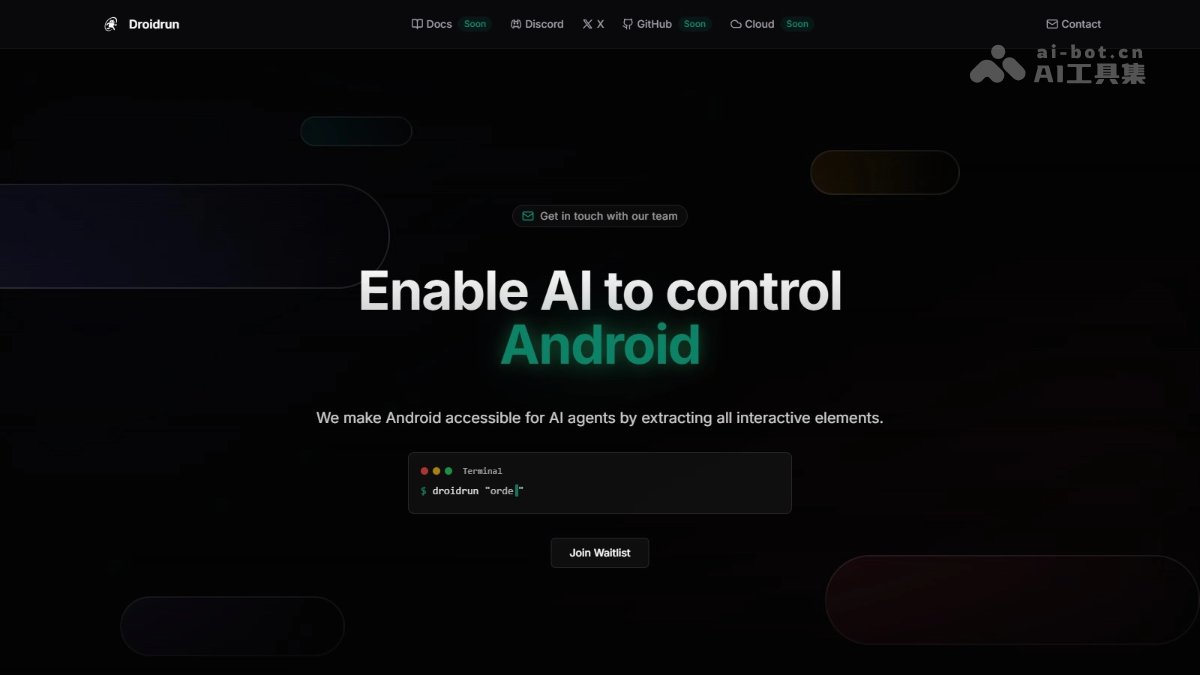 Droidrun
Docs Soon Discord X GitHub Soon Cloud Soon
Contact
ai-bot.cn
AI工具集
Get in touch with our team
Enable AI to control
Android
We make Android accessible for AI agents by extracting all interactive elements.
Terminal
$ droidrun "orde"
Join Waitlist